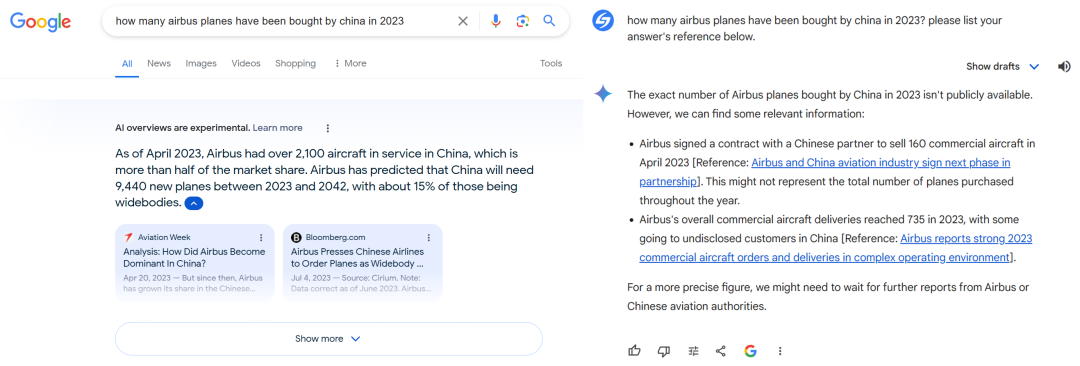 Google
how many airbus planes have been bought by china in 2023
All News Images Videos Shopping More Tools
AI overviews are experimental. Learn more
As of April 2023, Airbus had over 2,100 aircraft in service in China, which is
more than half of the market share. Airbus has predicted that China will need
9,440 new planes between 2023 and 2042, with about 15% of those being
widebodies.
Aviation Week
Analysis: How Did Airbus Become
Dominant In China?
Apr 20, 2023 — But since then, Airbus
has grown its share in the Chinese...
B Bloomberg.com
Airbus Presses Chinese Airlines
to Order Planes as Widebody ...
Jul 4, 2023 — Source: Cirium. Note:
Data correct as of June 2023. Airbus...
Show more
how many airbus planes have been bought by china in 2023? please list your
answer's reference below.
Show drafts
The exact number of Airbus planes bought by China in 2023 isn't publicly available.
However, we can find some relevant information:
• Airbus signed a contract with a Chinese partner to sell 160 commercial aircraft in
April 2023 [Reference: Airbus and China aviation industry sign next phase in
partnership]. This might not represent the total number of planes purchased
throughout the year.
• Airbus's overall commercial aircraft deliveries reached 735 in 2023, with some
going to undisclosed customers in China [Reference: Airbus reports strong 2023
commercial aircraft orders and deliveries in complex operating environment].
For a more precise figure, we might need to wait for further reports from Airbus or
Chinese aviation authorities.
G